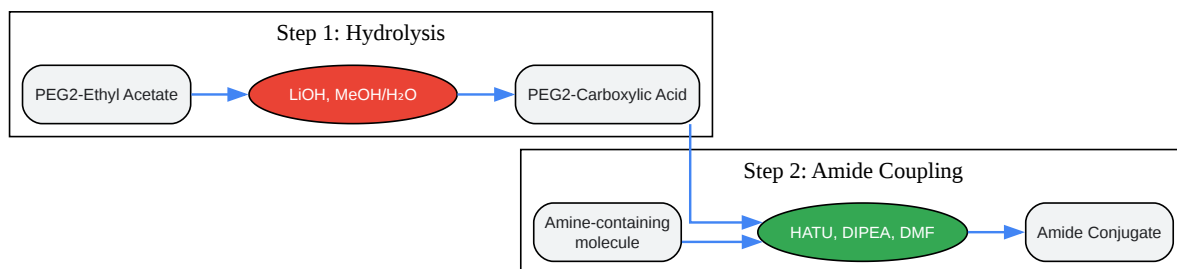 Step 1: Hydrolysis
PEG2-Ethyl Acetate
LiOH, MeOH/H₂O
PEG2-Carboxylic Acid
Step 2: Amide Coupling
Amine-containing
molecule
HATU, DIPEA, DMF
Amide Conjugate